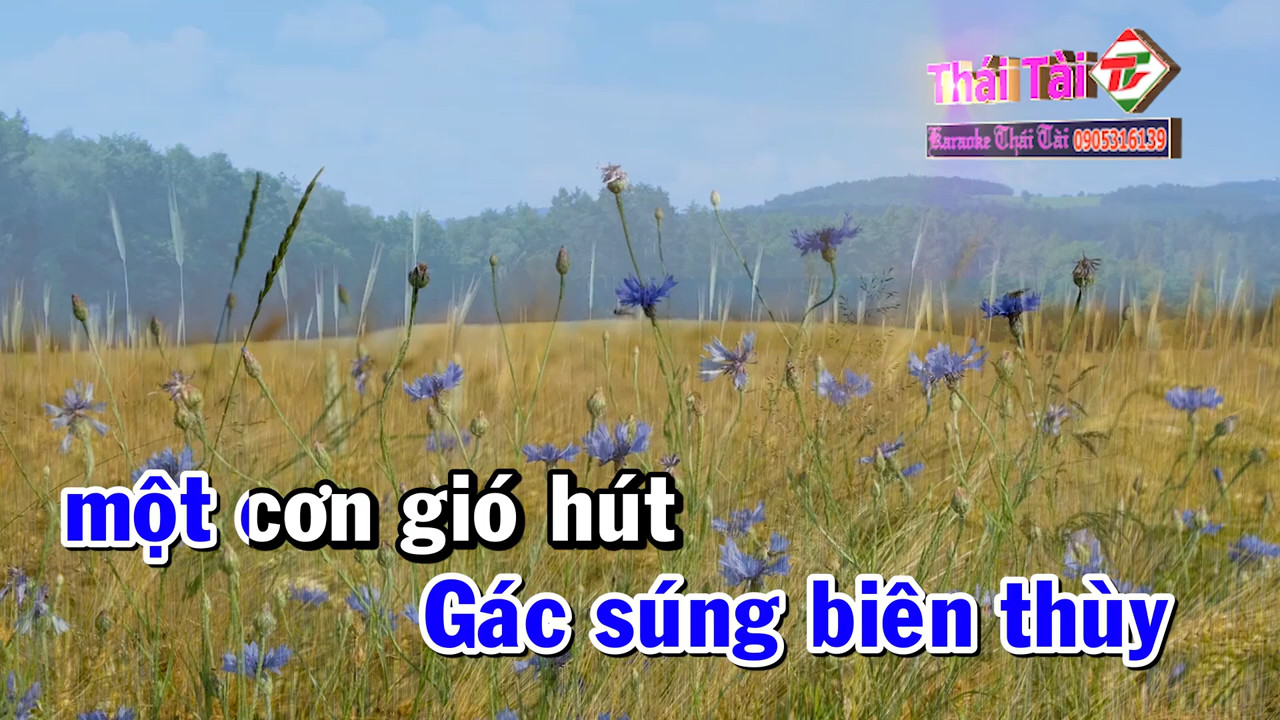 Thái Tài
Karaoke Thái Tài 0905316139
một cơn gió hút
Gác súng biên thùy